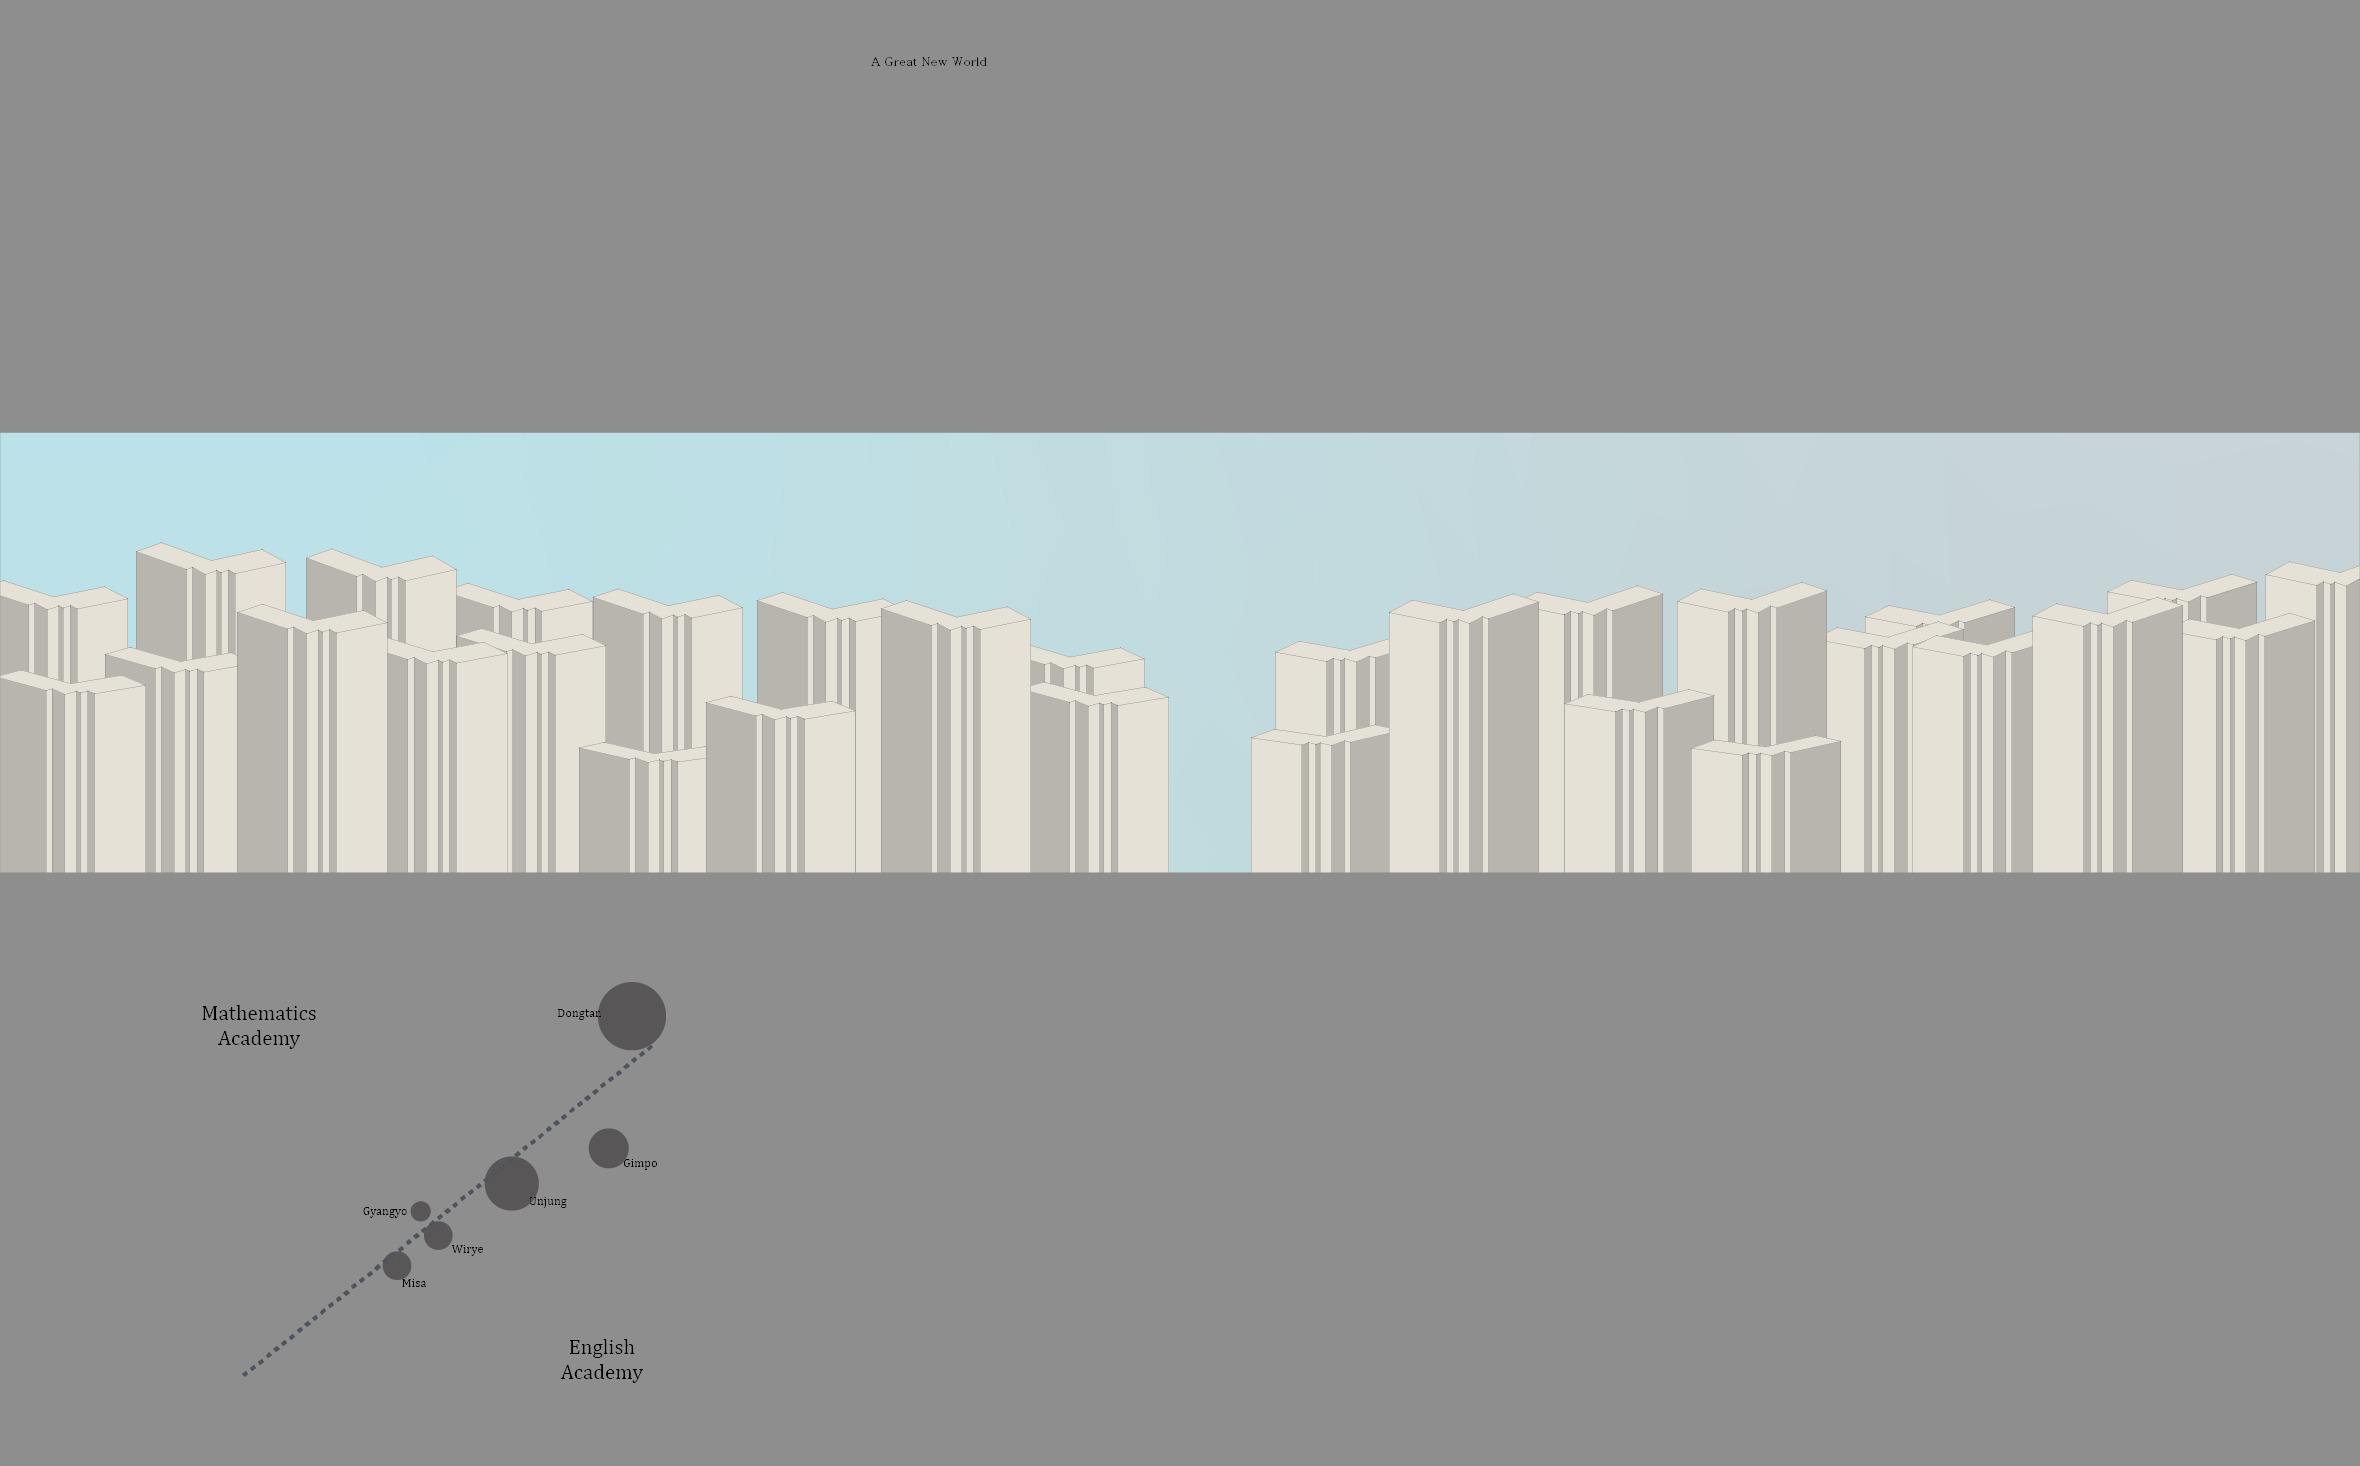 A Great New World
Mathematics
Academy
Dongtan
Gimpo
Unjung
Gyangyo
Wirye
Misa
English
Academy